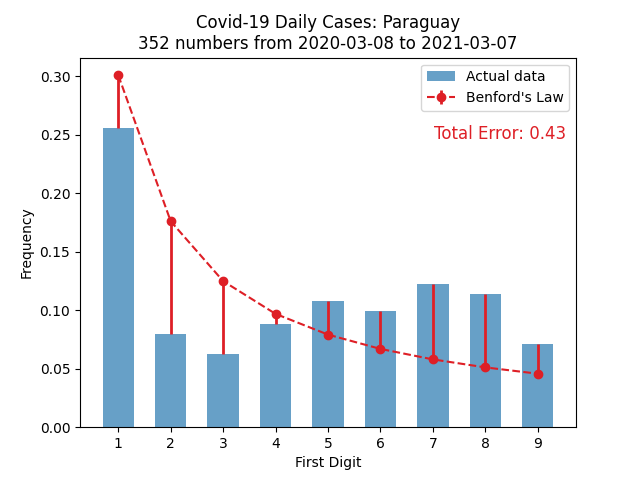 Covid-19 Daily Cases: Paraguay
352 numbers from 2020-03-08 to 2021-03-07
Actual data
Benford's Law
Total Error: 0.43
0.30
0.25
0.20
0.15
0.10
0.05
0.00
Frequency
1 2 3 4 5 6 7 8 9
First Digit